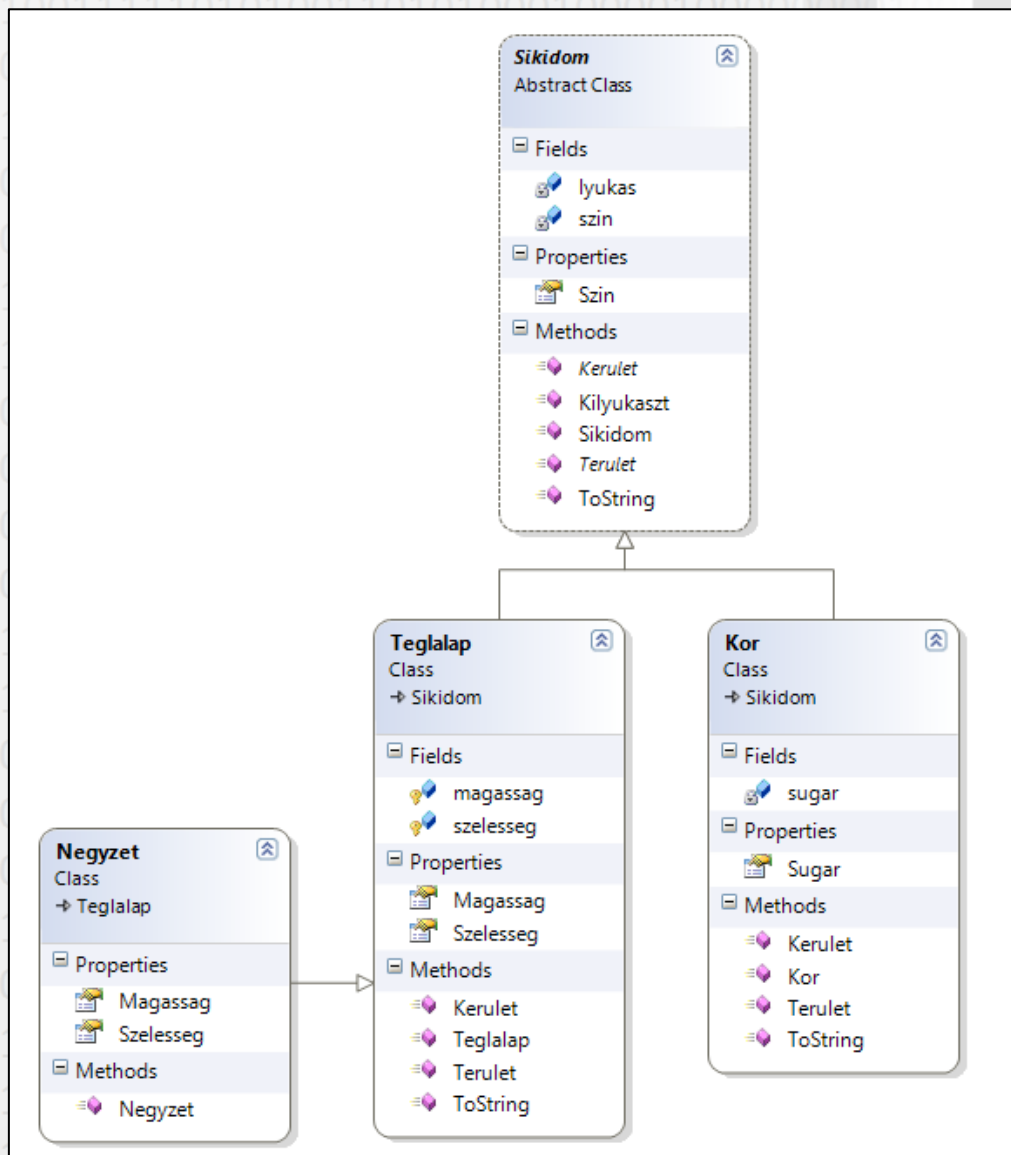 Sikidom
Abstract Class
Fields
lyukas
szin
Properties
Szin
Methods
Kerulet
Kilyukaszt
Sikidom
Terulet
ToString
Teglalap
Class
Sikidom
Fields
magassag
szelesseg
Properties
Magassag
Szelesseg
Methods
Kerulet
Teglalap
Terulet
ToString
Kor
Class
Sikidom
Fields
sugar
Properties
Sugar
Methods
Kerulet
Kor
Terulet
ToString
Negyzet
Class
Teglalap
Properties
Magassag
Szelesseg
Methods
Negyzet